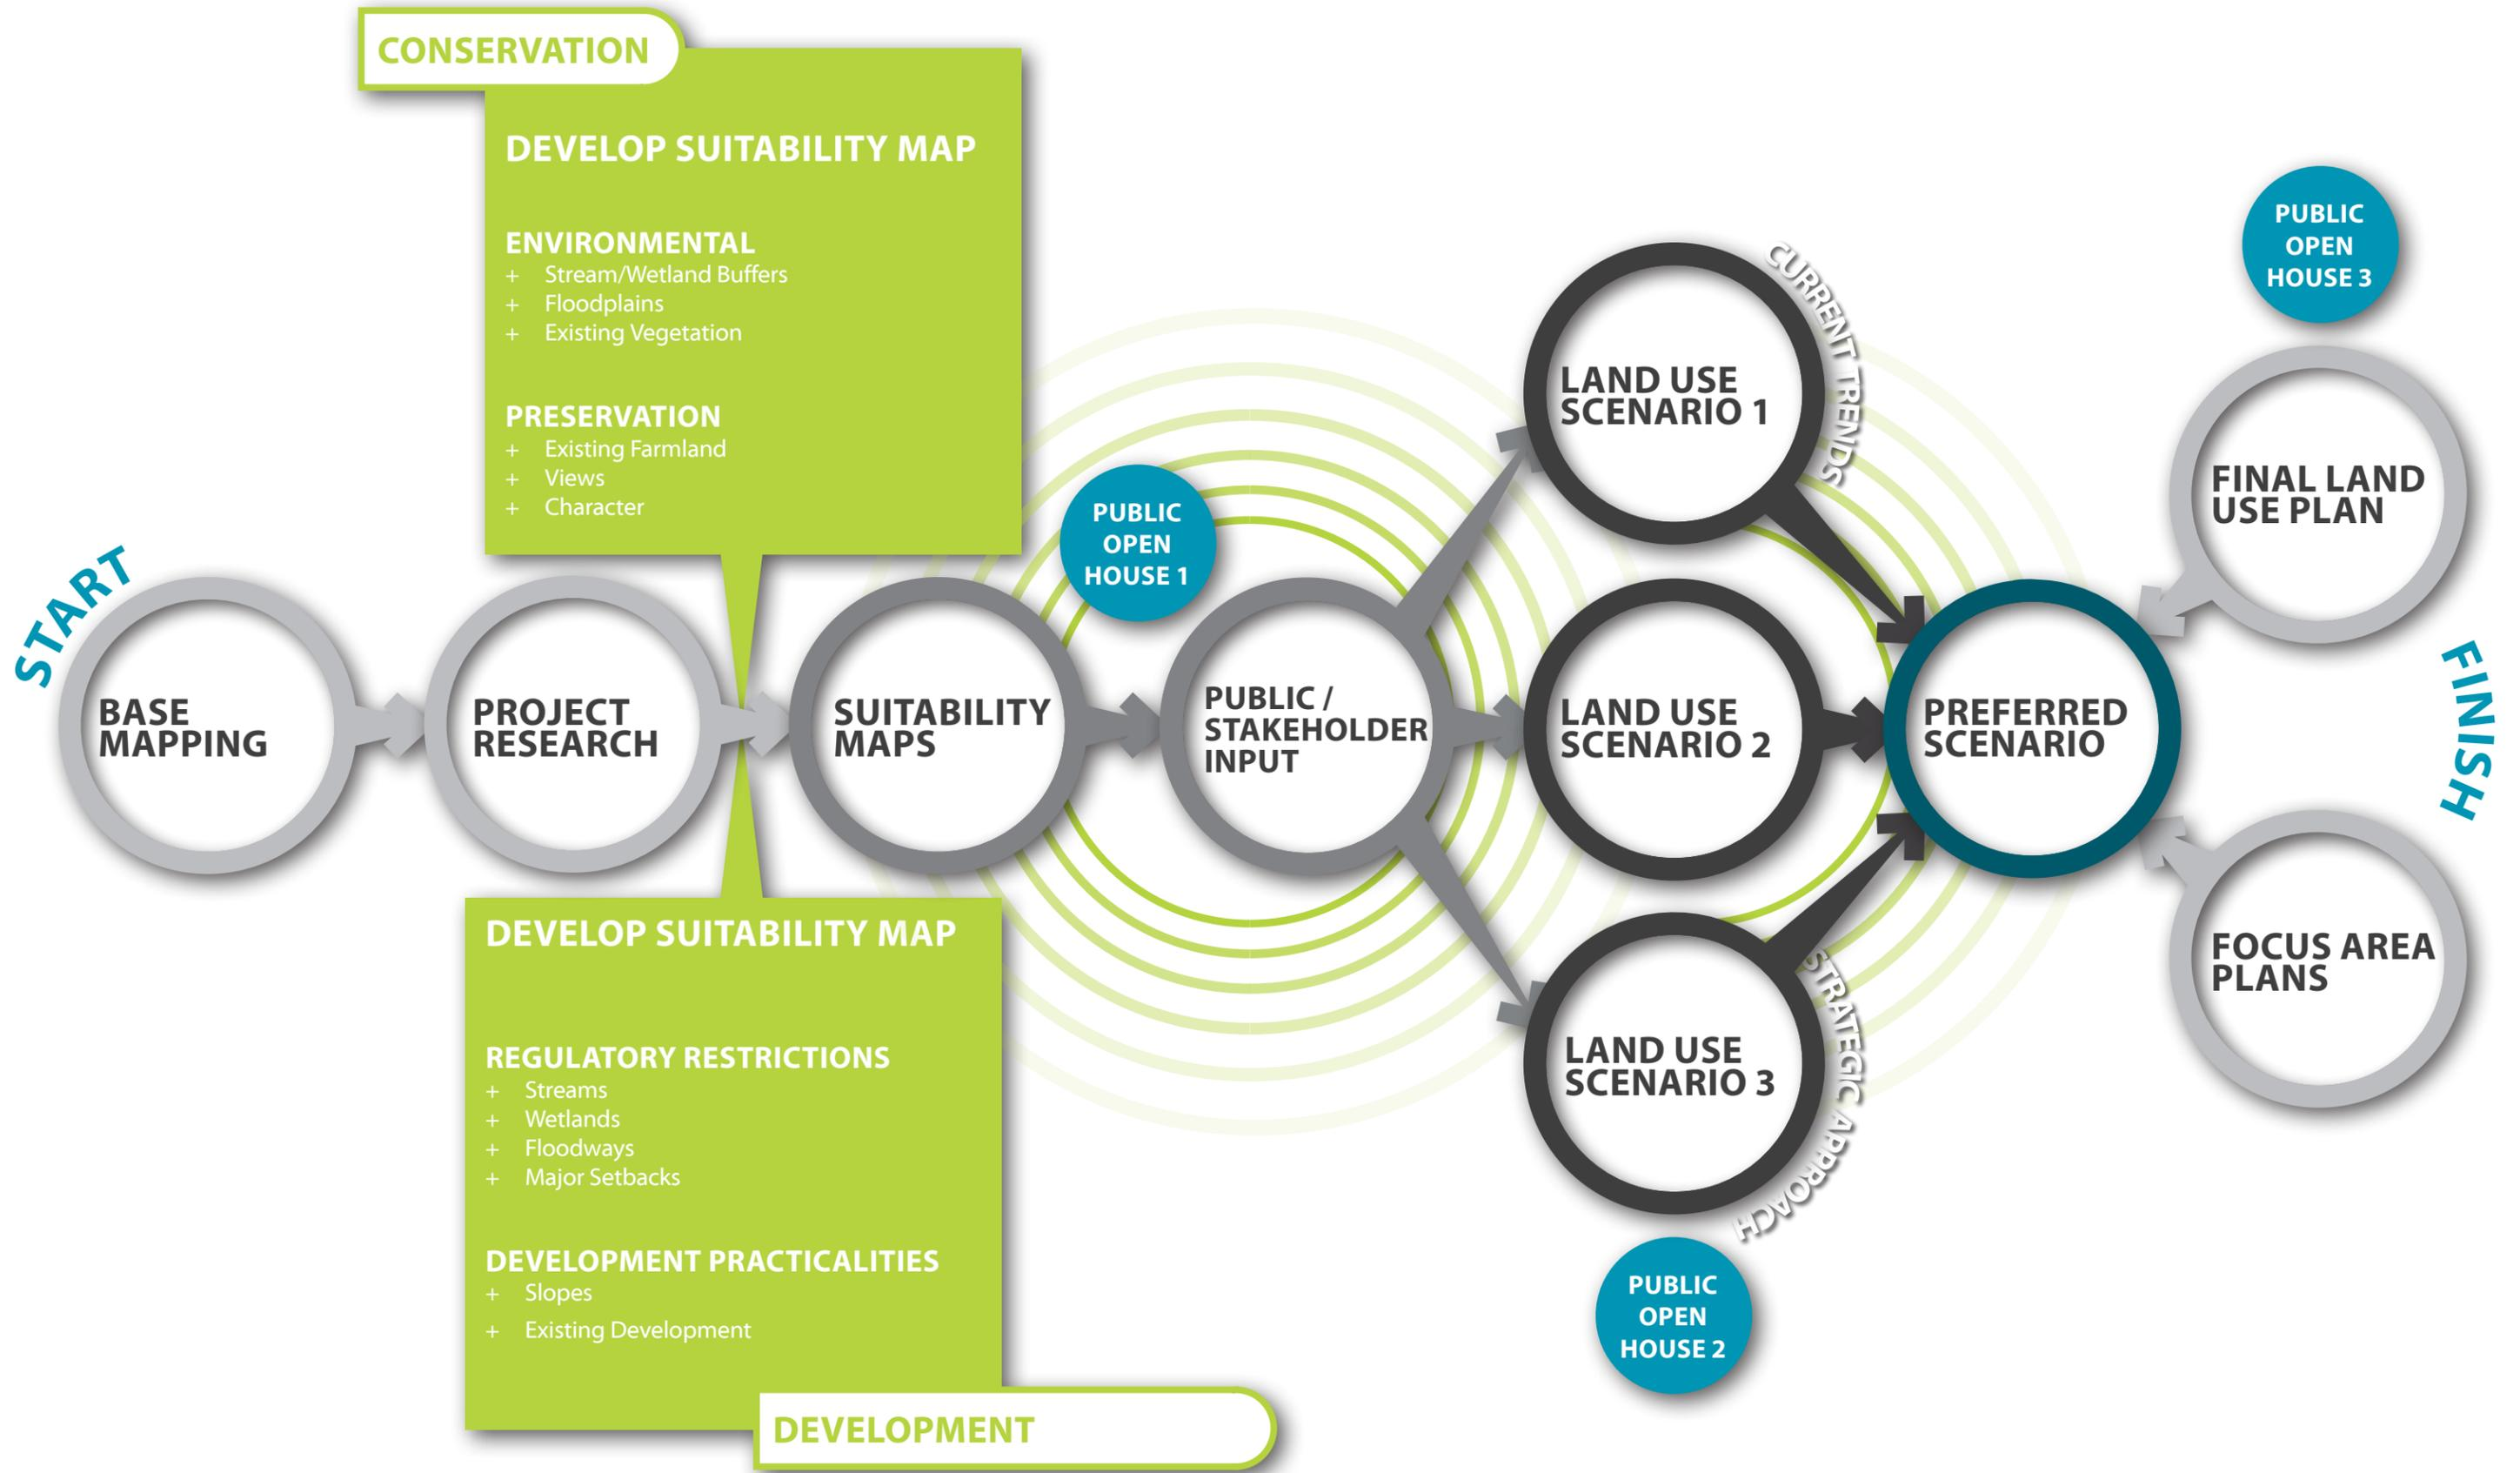 CONSERVATION
DEVELOP SUITABILITY MAP
ENVIRONMENTAL
+ Stream/Wetland Buffers
+ Floodplains
+ Existing Vegetation
PRESERVATION
+ Existing Farmland
+ Views
+ Character
START
BASE
MAPPING
PROJECT
RESEARCH
SUITABILITY
MAPS
PUBLIC
OPEN
HOUSE 1
PUBLIC /
STAKEHOLDER
INPUT
LAND USE
SCENARIO 1
CURRENT TRENDS
LAND USE
SCENARIO 2
LAND USE
SCENARIO 3
STRATEGIC APPROACH
PUBLIC
OPEN
HOUSE 2
PREFERRED
SCENARIO
PUBLIC
OPEN
HOUSE 3
FINAL LAND
USE PLAN
FINISH
FOCUS AREA
PLANS
DEVELOP SUITABILITY MAP
REGULATORY RESTRICTIONS
+ Streams
+ Wetlands
+ Floodways
+ Major Setbacks
DEVELOPMENT PRACTICALITIES
+ Slopes
+ Existing Development
DEVELOPMENT